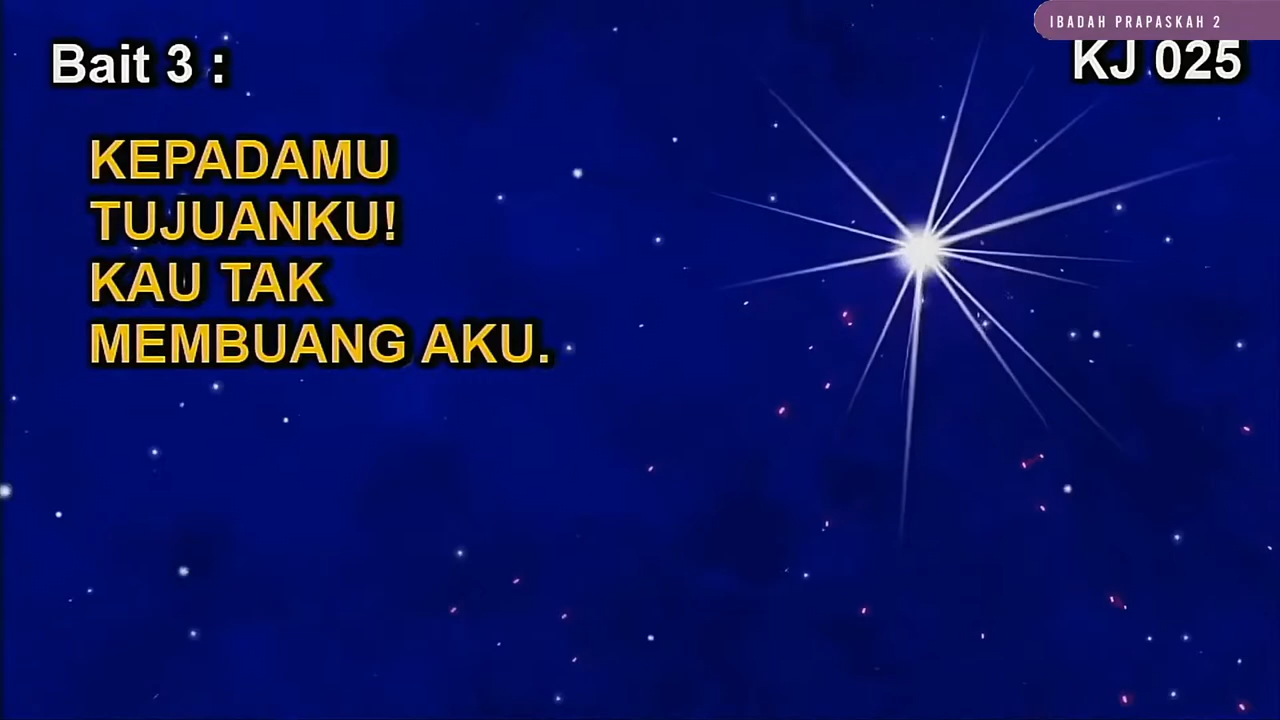 IBADAH PRAPASKAH 2
Bait 3 :
KJ 025
KEPADAMU
TUJUANKU!
KAU TAK
MEMBUANG AKU.